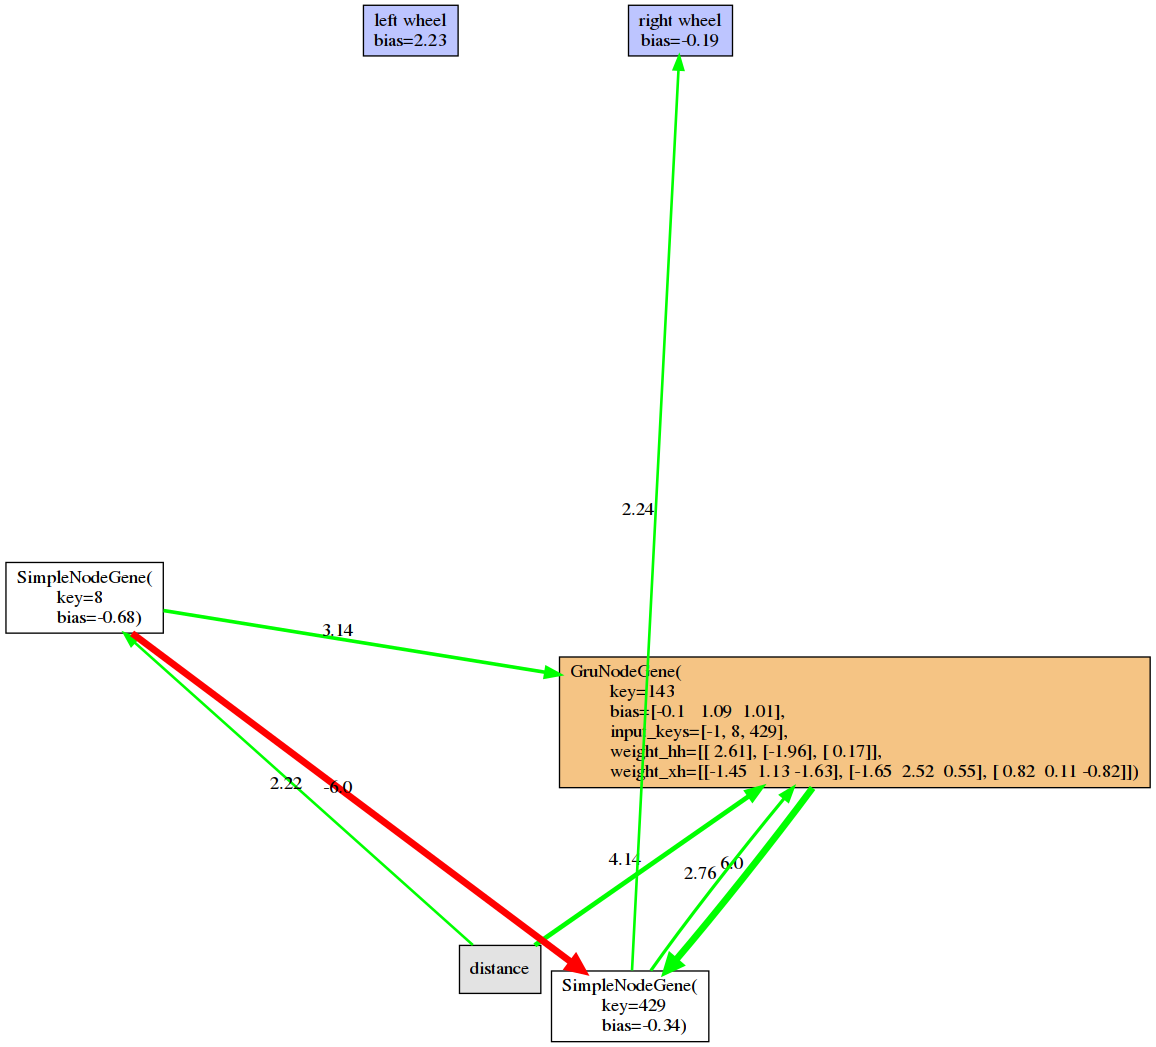 left wheel
bias=2.23
right wheel
bias=-0.19
2.24
SimpleNodeGene(
key=8
bias=-0.68)
3.14
GruNodeGene(
key=143
bias=[-0.1 1.09 1.01],
input_keys=[-1, 8, 429],
weight_hh=[[ 2.61], [-1.96], [ 0.17]],
weight_xh=[[-1.45 1.13 -1.63], [-1.65 2.52 0.55], [ 0.82 0.11 -0.82]])
2.22
-6.0
4.14
2.76
6.0
distance
SimpleNodeGene(
key=429
bias=-0.34)